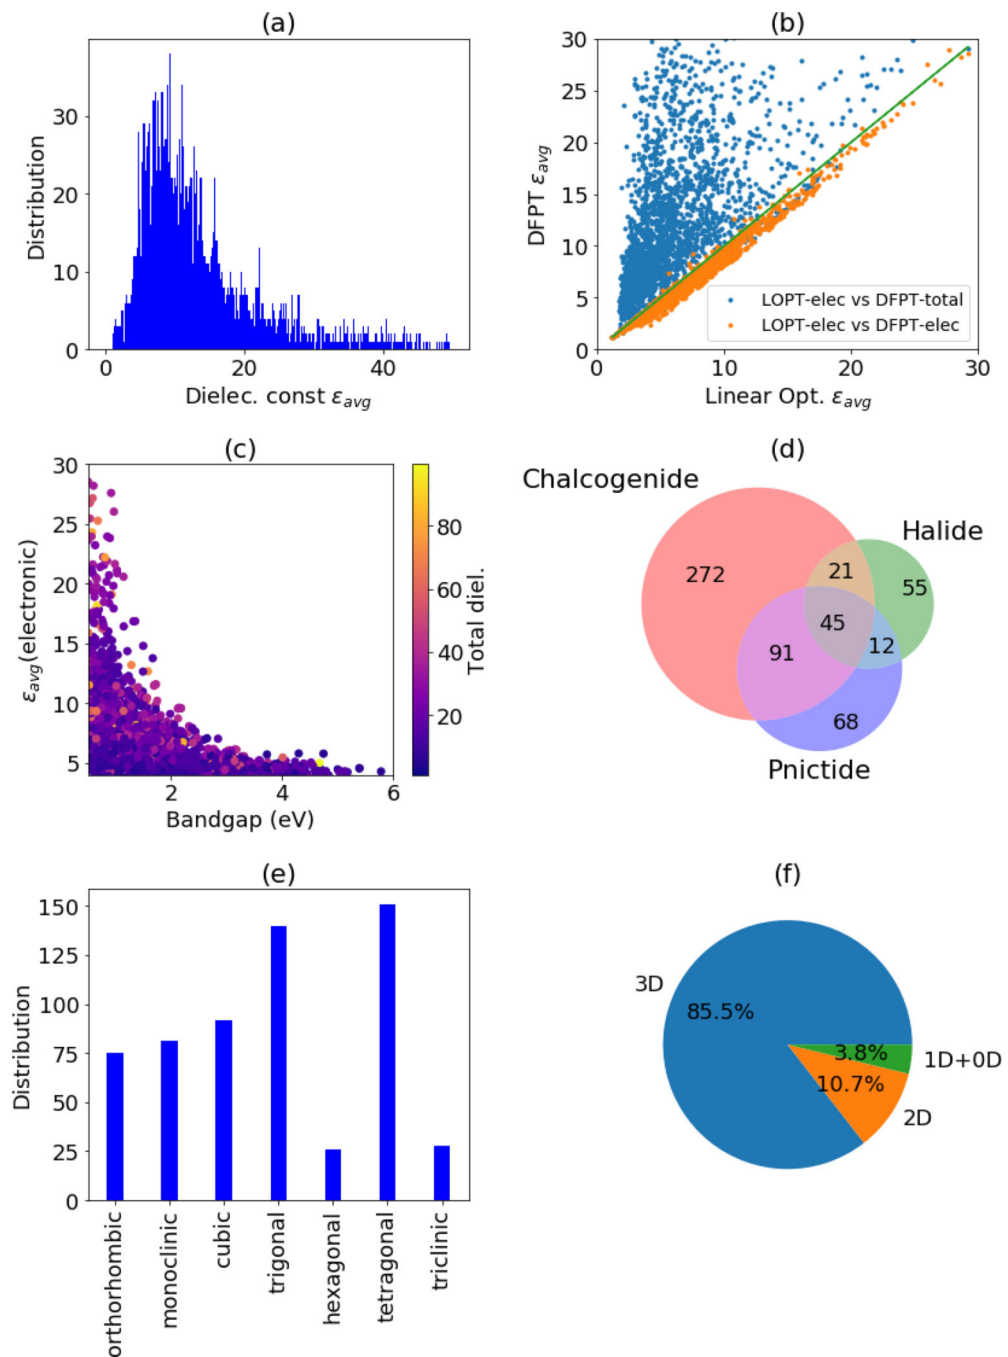 (a)
30
20
10
0
Distribution
0 20 40
Dielec. const ε_avg
(b)
30
25
20
15
10
5
0
DFPT ε_avg
LOPT-elec vs DFPT-total
LOPT-elec vs DFPT-elec
0 10 20 30
Linear Opt. ε_avg
(c)
30
25
20
15
10
5
ε_avg(electronic)
2 4 6
Bandgap (eV)
80
60
40
20
Total diel.
(d)
Chalcogenide
Halide
272
21
55
45
12
91
68
Pnictide
(e)
150
125
100
75
50
25
0
Distribution
orthorhombic
monoclinic
cubic
trigonal
hexagonal
tetragonal
triclinic
(f)
3D
85.5%
3.8%
1D+0D
10.7%
2D